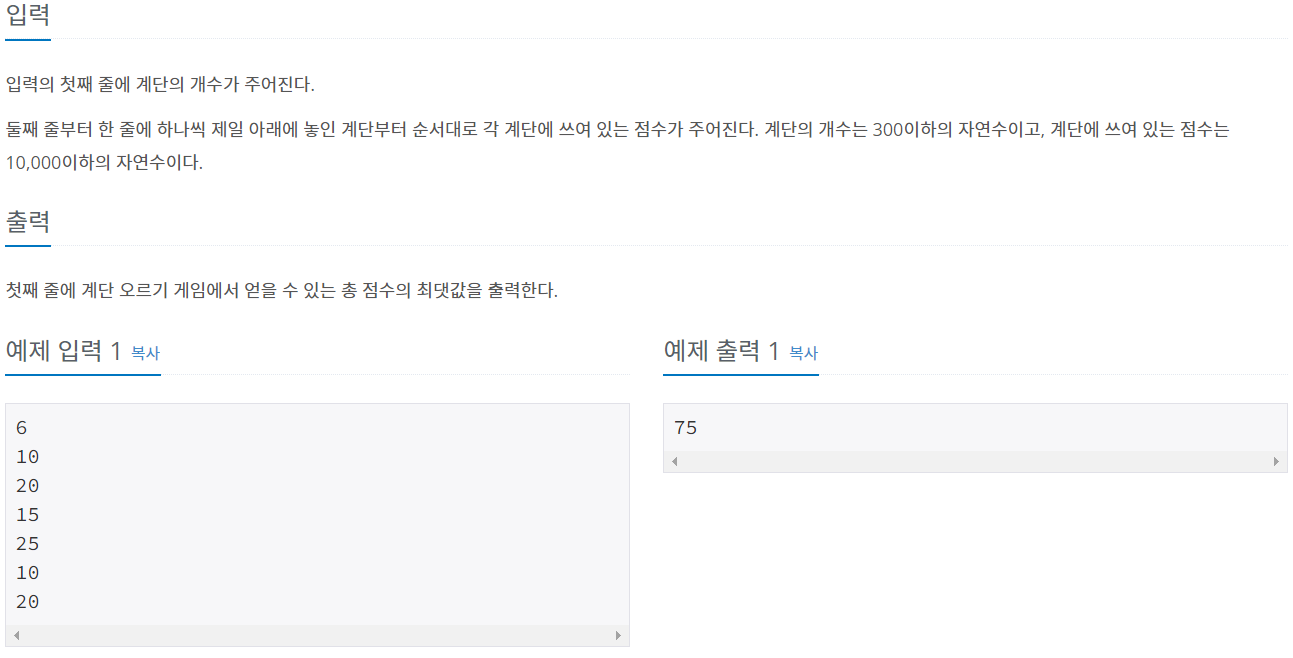 입력
입력의 첫째 줄에 계단의 개수가 주어진다.
둘째 줄부터 한 줄에 하나씩 제일 아래에 놓인 계단부터 순서대로 각 계단에 쓰여 있는 점수가 주어진다. 계단의 개수는 300이하의 자연수이고, 계단에 쓰여 있는 점수는
10,000이하의 자연수이다.
출력
첫째 줄에 계단 오르기 게임에서 얻을 수 있는 총 점수의 최댓값을 출력한다.
예제 입력 1 복사
6
10
20
15
25
10
20
예제 출력 1 복사
75